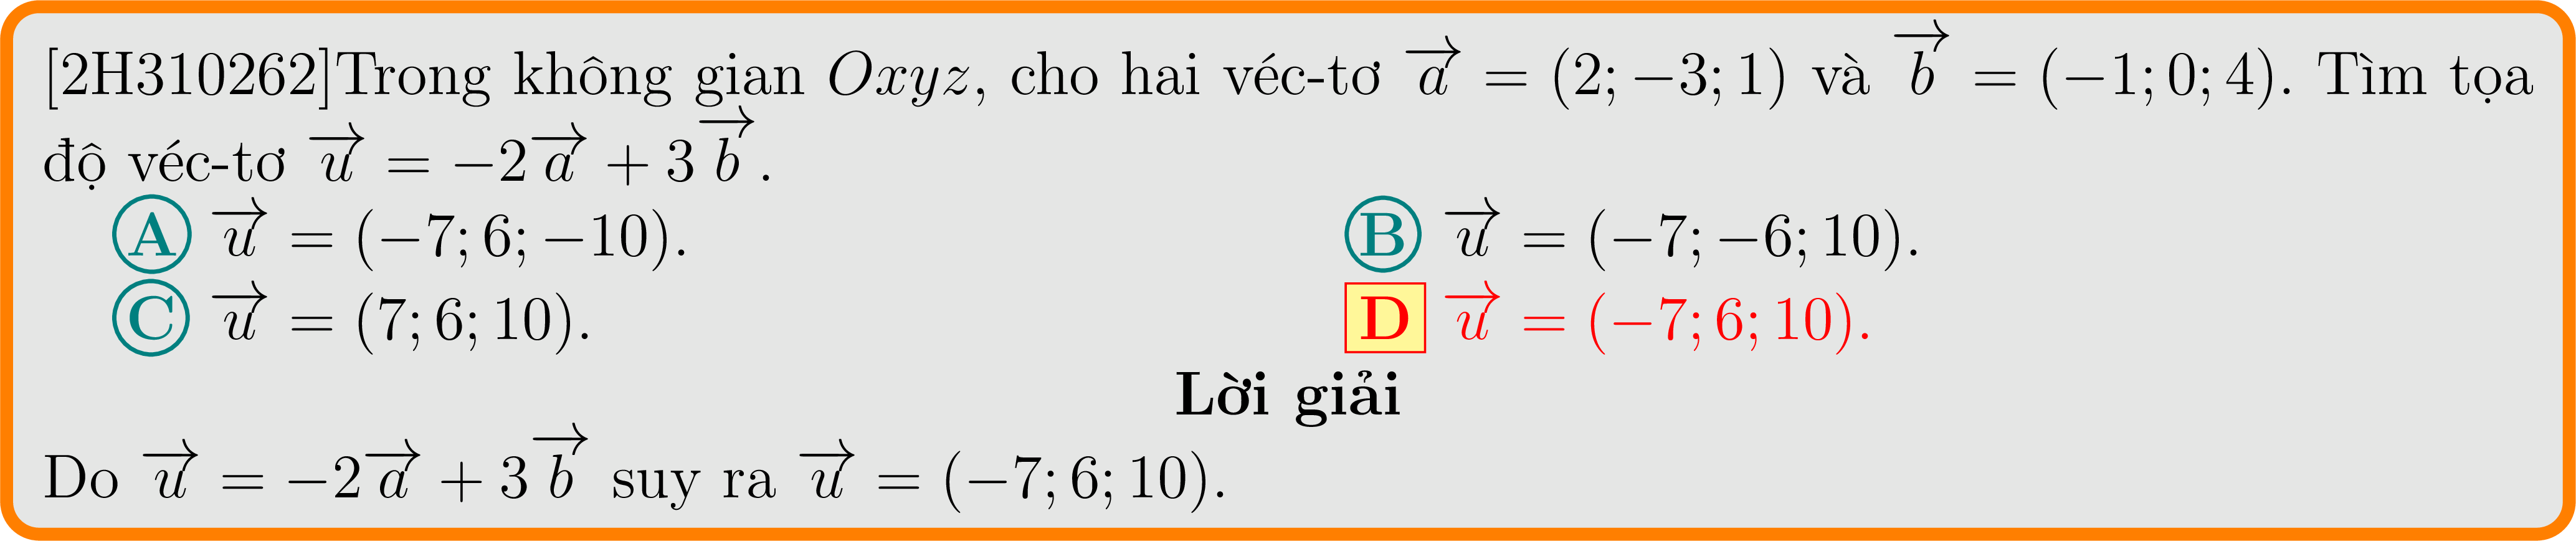 [2H310262]Trong không gian Oxyz, cho hai véc-tơ $\overrightarrow{a} = (2; -3; 1)$ và $\overrightarrow{b} = (-1; 0; 4)$. Tìm tọa
độ véc-tơ $\overrightarrow{u} = -2\overrightarrow{a} + 3\overrightarrow{b}$.
A $\overrightarrow{u} = (-7; 6; -10)$. B $\overrightarrow{u} = (-7; -6; 10)$.
C $\overrightarrow{u} = (7; 6; 10)$. D $\overrightarrow{u} = (-7; 6; 10)$.
Lời giải
Do $\overrightarrow{u} = -2\overrightarrow{a} + 3\overrightarrow{b}$ suy ra $\overrightarrow{u} = (-7; 6; 10)$.